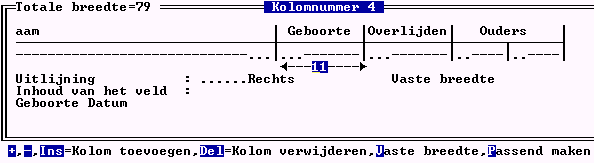 Totale breedte=79 Kolomnummer 4
aam Geboorte Overlijden Ouders
11
Uitlijning : ......Rechts Vaste breedte
Inhoud van het veld :
Geboorte Datum
+,-,Ins=Kolom toevoegen,Del=Kolom verwijderen,Vaste breedte,Passend maken